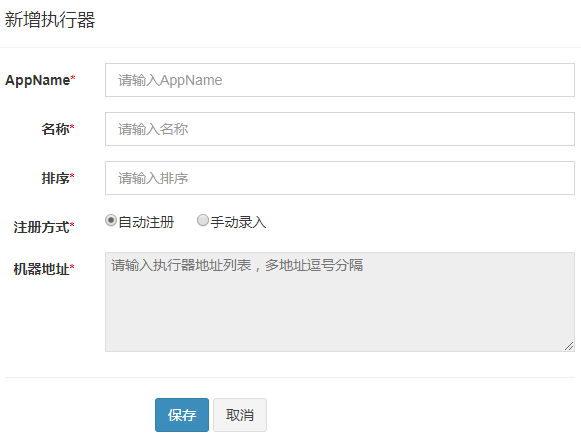 新增执行器
AppName* 请输入AppName
名称* 请输入名称
排序* 请输入排序
注册方式* 自动注册 手动录入
机器地址* 请输入执行器地址列表，多地址逗号分隔
保存 取消